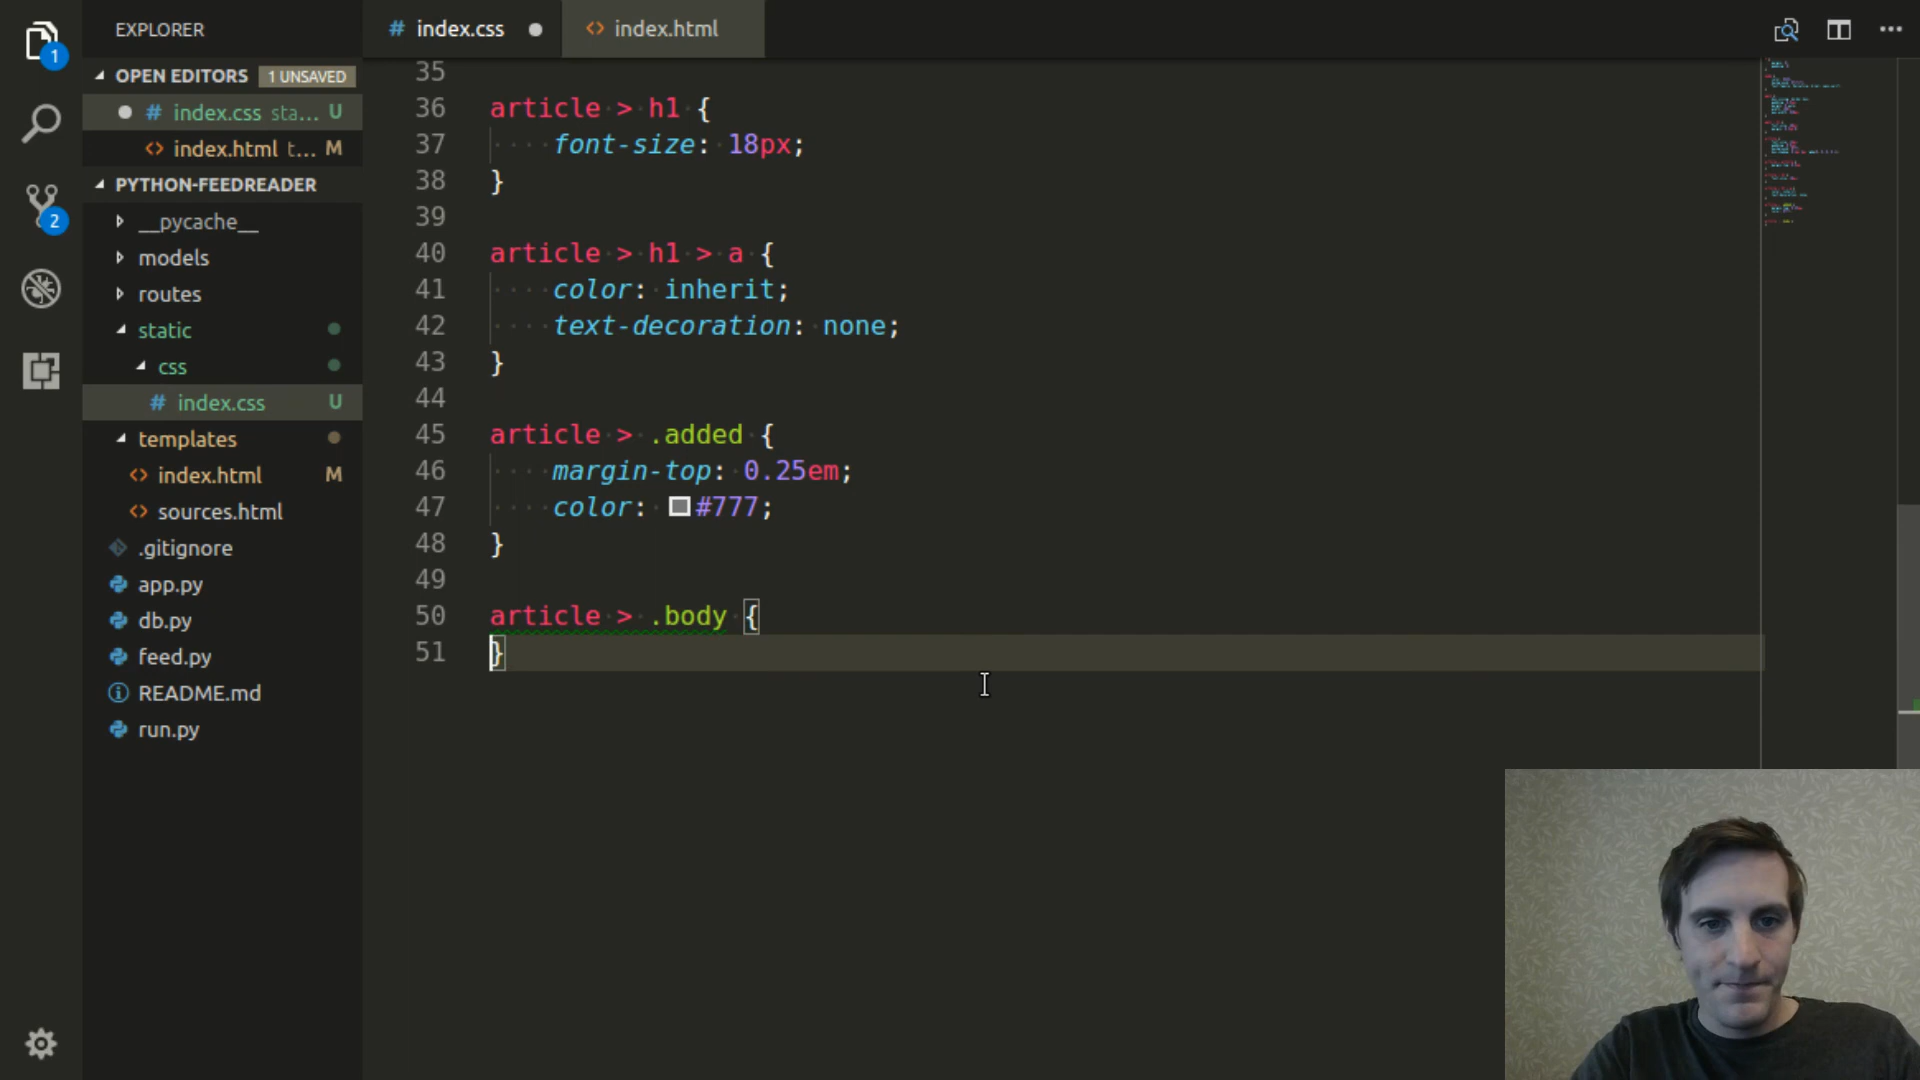 EXPLORER
# index.css
<> index.html
1
OPEN EDITORS 1 UNSAVED
# index.css sta... U
<> index.html t... M
PYTHON-FEEDREADER
__pycache__
2
models
routes
static
css
# index.css U
templates
<> index.html M
<> sources.html
.gitignore
app.py
db.py
feed.py
README.md
run.py
35
36 article > h1 {
37 font-size: 18px;
38 }
39
40 article > h1 > a {
41 color: inherit;
42 text-decoration: none;
43 }
44
45 article > .added {
46 margin-top: 0.25em;
47 color: #777;
48 }
49
50 article > .body {
51 }